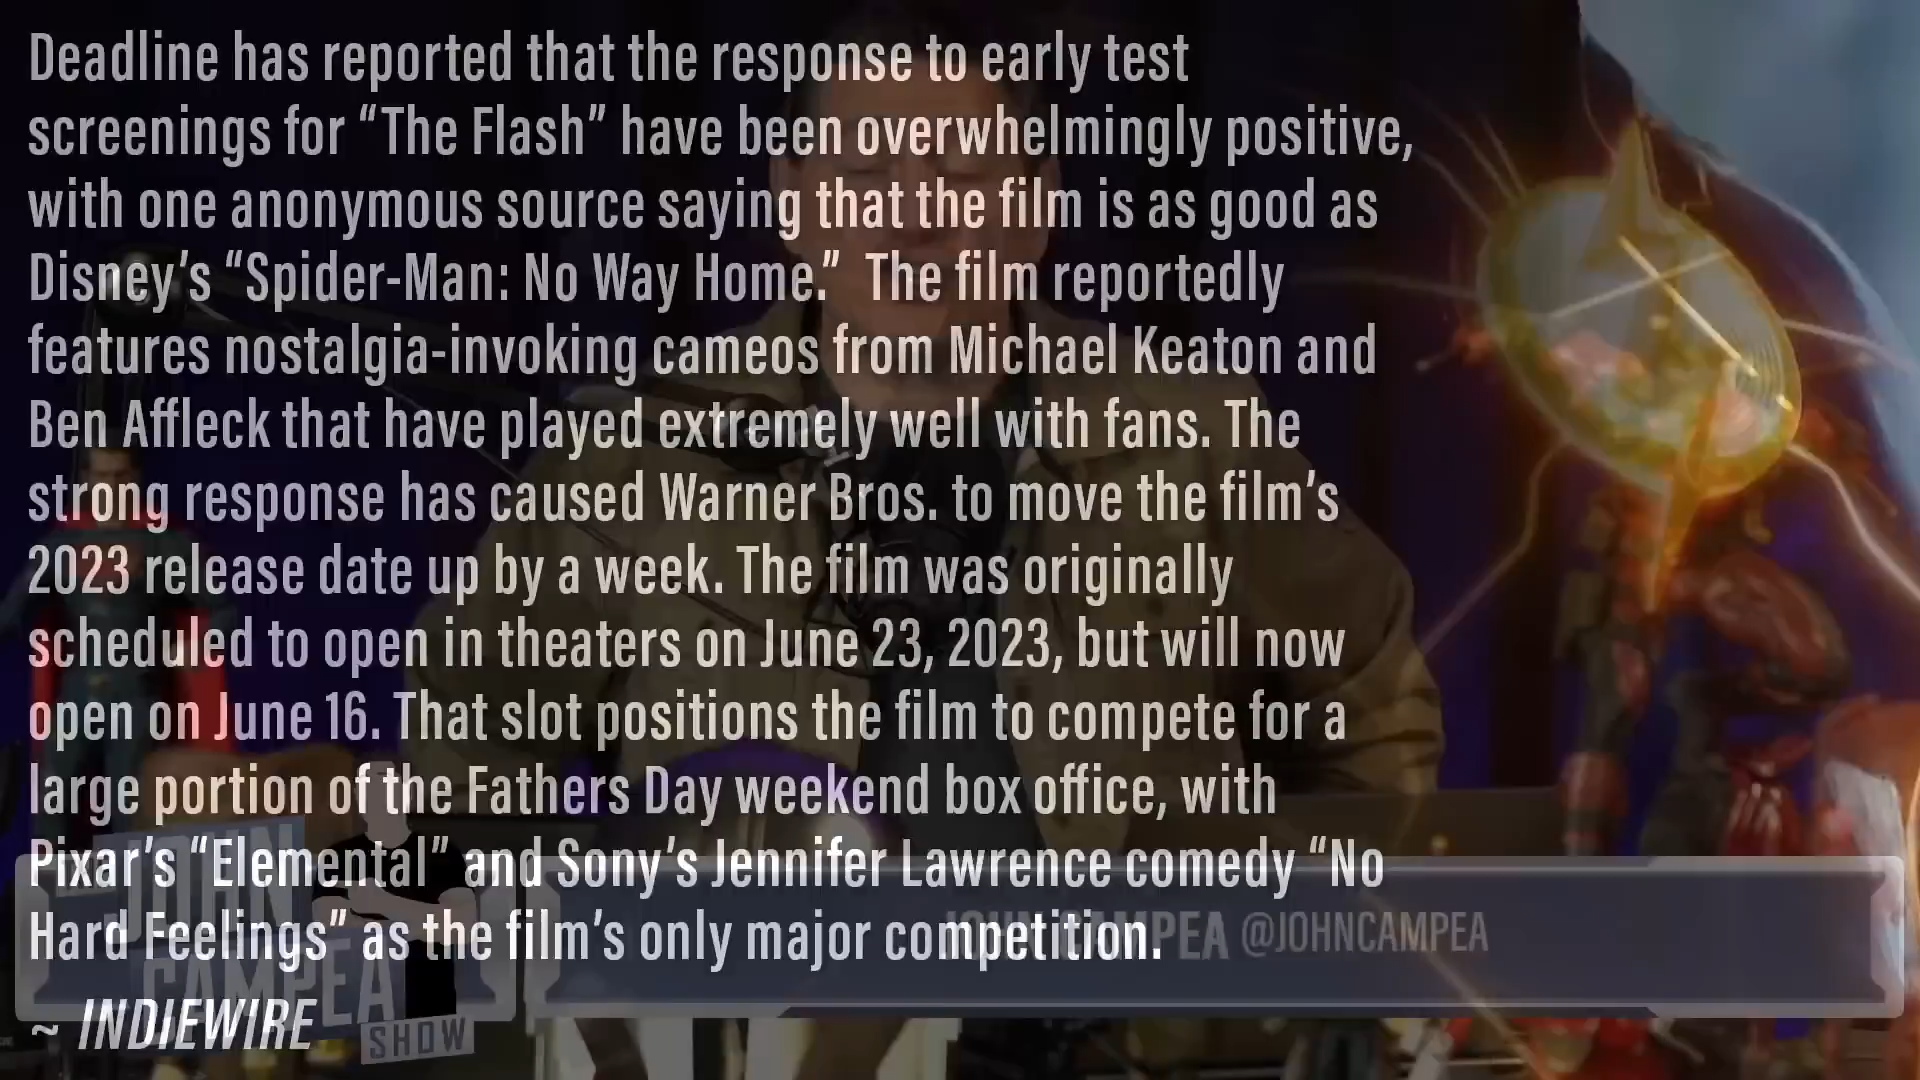 Deadline has reported that the response to early test
screenings for “The Flash” have been overwhelmingly positive,
with one anonymous source saying that the film is as good as
Disney’s “Spider-Man: No Way Home.” The film reportedly
features nostalgia-invoking cameos from Michael Keaton and
Ben Affleck that have played extremely well with fans. The
strong response has caused Warner Bros. to move the film’s
2023 release date up by a week. The film was originally
scheduled to open in theaters on June 23, 2023, but will now
open on June 16. That slot positions the film to compete for a
large portion of the Fathers Day weekend box office, with
Pixar’s “Elemental” and Sony’s Jennifer Lawrence comedy “No
Hard Feelings” as the film’s only major competition.
~ INDIEWIRE
JOHN
CAMPEA
SHOW
JOHN CAMPEA @JOHNCAMPEA